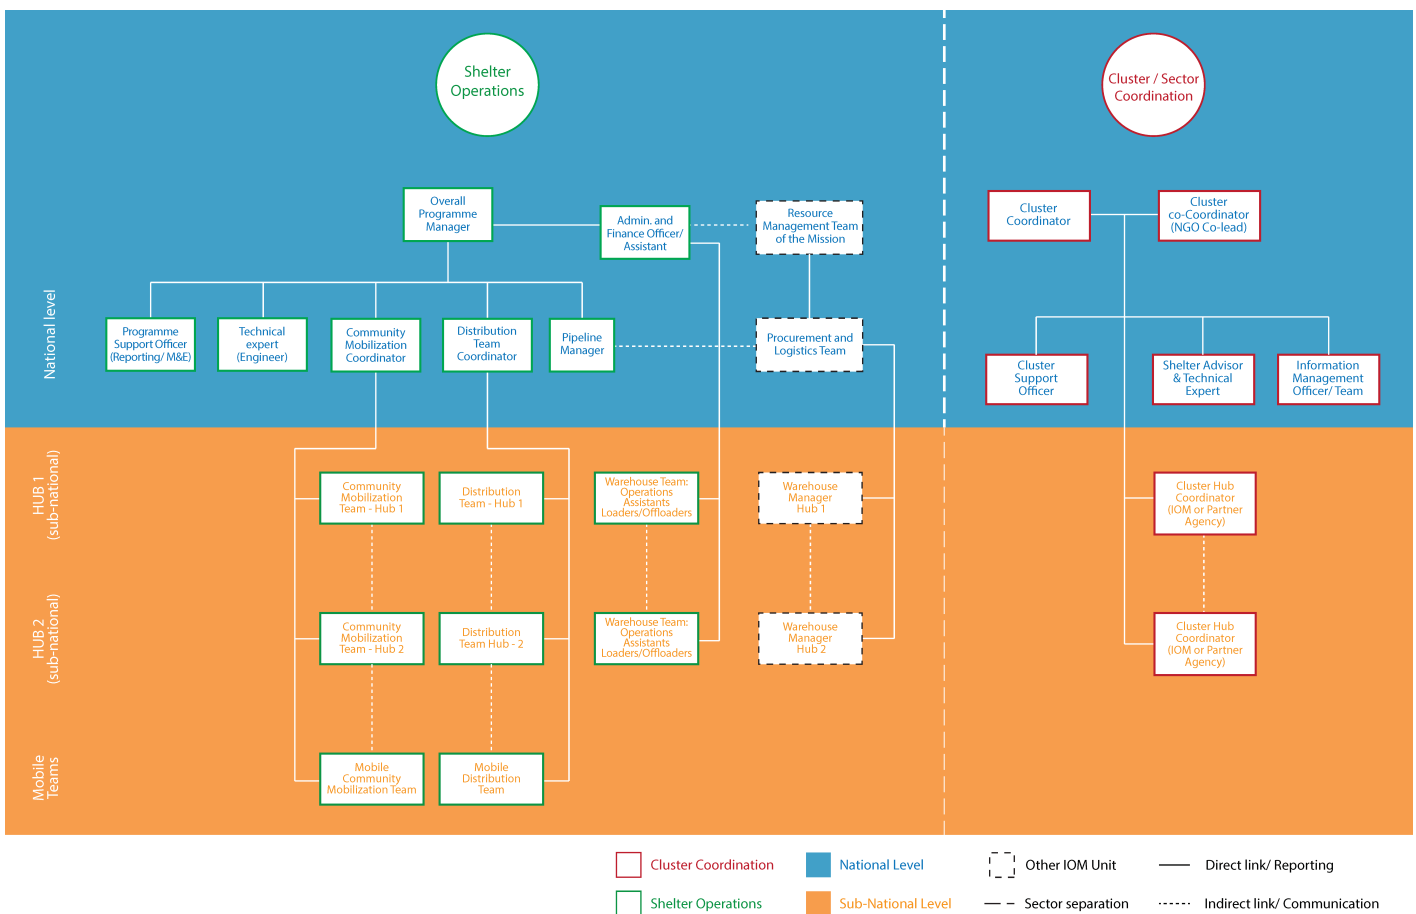 Shelter
Operations
Cluster / Sector
Coordination
National level
Overall
Programme
Manager
Admin. and
Finance Officer/
Assistant
Resource
Management Team
of the Mission
Cluster
Coordinator
Cluster
co-Coordinator
(NGO Co-lead)
Programme
Support Officer
(Reporting/ M&E)
Technical
expert
(Engineer)
Community
Mobilization
Coordinator
Distribution
Team
Coordinator
Pipeline
Manager
Procurement and
Logistics Team
Cluster
Support
Officer
Shelter Advisor
& Technical
Expert
Information
Management
Officer/ Team
HUB 1
(sub-national)
Community
Mobilization
Team - Hub 1
Distribution
Team - Hub 1
Warehouse Team:
Operations
Assistants
Loaders/Offloaders
Warehouse
Manager
Hub 1
Cluster Hub
Coordinator
(IOM or Partner
Agency)
HUB 2
(sub-national)
Community
Mobilization
Team - Hub 2
Distribution
Team Hub - 2
Warehouse Team:
Operations
Assistants
Loaders/Offloaders
Warehouse
Manager
Hub 2
Cluster Hub
Coordinator
(IOM or Partner
Agency)
Mobile
Teams
Mobile
Community
Mobilization Team
Mobile
Distribution
Team
Cluster Coordination
National Level
Other IOM Unit
Direct link/ Reporting
Shelter Operations
Sub-National Level
Sector separation
Indirect link/ Communication